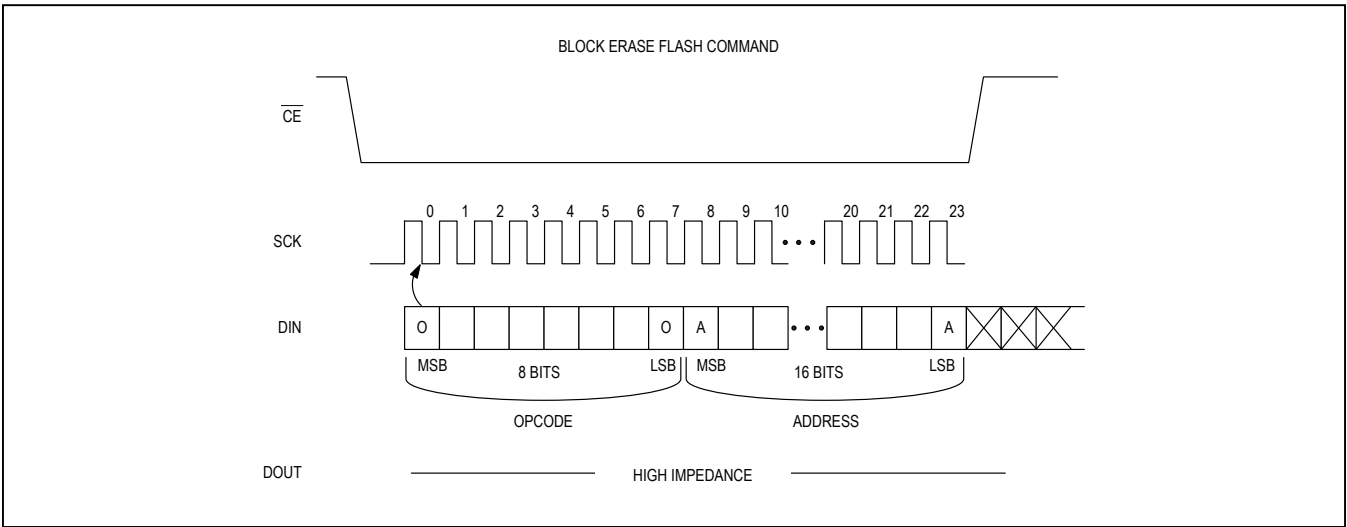 BLOCK ERASE FLASH COMMAND
CE
0 1 2 3 4 5 6 7 8 9 10 20 21 22 23
SCK
DIN O O A A
MSB 8 BITS LSB MSB 16 BITS LSB
OPCODE ADDRESS
DOUT HIGH IMPEDANCE